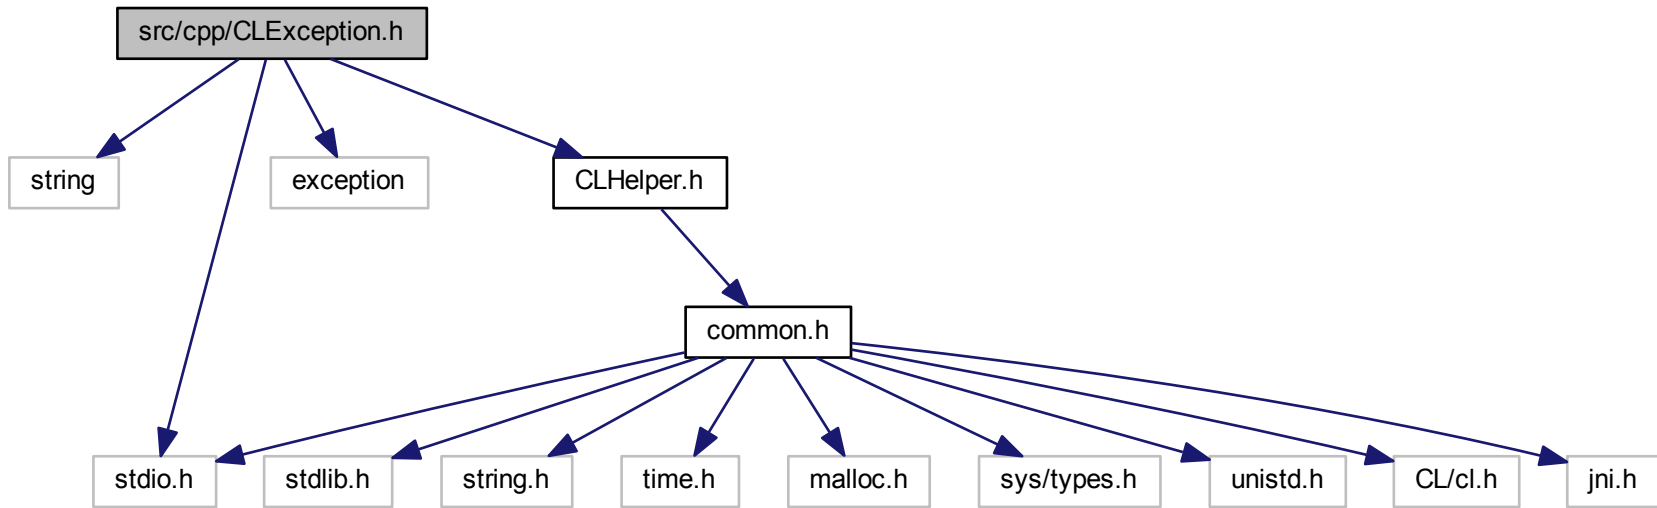 src/cpp/CLException.h
string
exception
CLHelper.h
common.h
stdio.h
stdlib.h
string.h
time.h
malloc.h
sys/types.h
unistd.h
CL/cl.h
jni.h